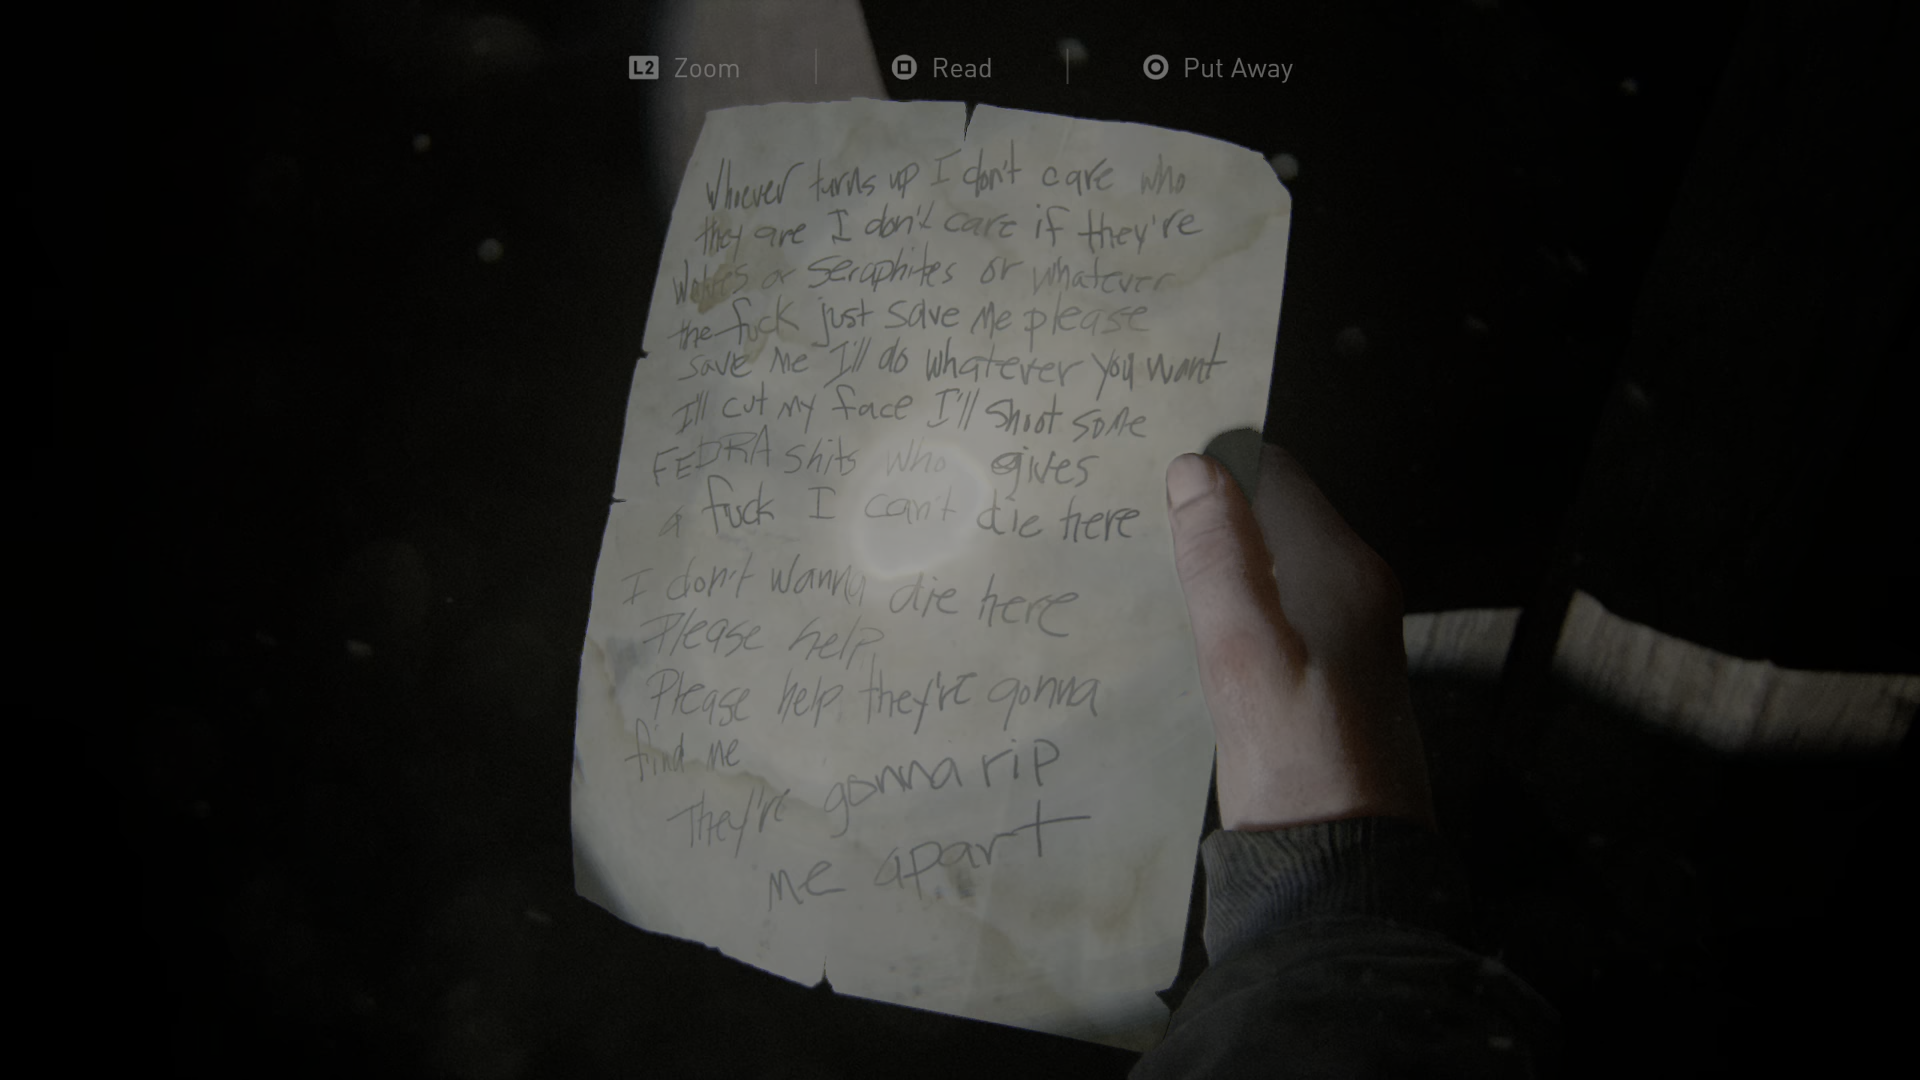 L2 Zoom Read Put Away
Whoever turns up I don't care who
they are I don't care if they're
Wolves or Seraphites or whatever
the fuck just save me please
save me I'll do whatever you want
I'll cut my face I'll shoot some
FEDRA shits who gives
a fuck I can't die here
I don't wanna die here
Please help
Please help they're gonna
find me
They're gonna rip
me apart